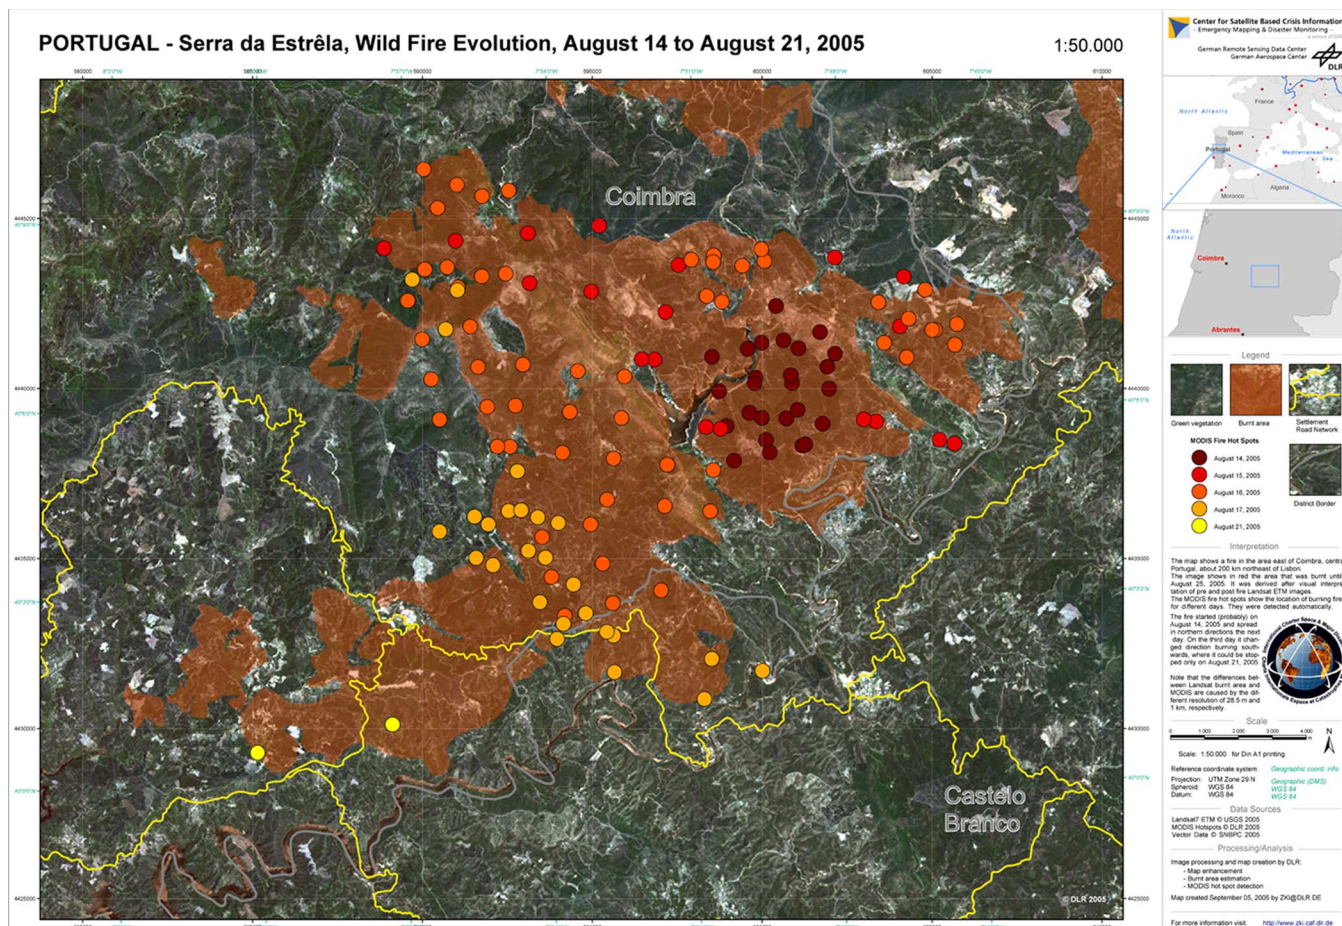 PORTUGAL - Serra da Estrêla, Wild Fire Evolution, August 14 to August 21, 2005
1:50.000
Coimbra
Castelo
Branco
© DLR 2005
Center for Satellite Based Crisis Information
- Emergency Mapping & Disaster Monitoring -
German Remote Sensing Data Center
German Aerospace Center
DLR
North Atlantic
France
Spain
Portugal
Mediterranean
Sea
Morocco
Algeria
North
Atlantic
Coimbra
Abrantes
Legend
Green vegetation
Burnt area
Settlement
Road Network
MODIS Fire Hot Spots
August 14, 2005
August 15, 2005
August 16, 2005
August 17, 2005
August 21, 2005
District Border
Interpretation
The map shows a fire in the area east of Coimbra, centra
Portugal, about 200 km northeast of Lisbon.
The image shows in red the area that was burnt until
August 25, 2005. It was derived after visual interpre
tation of pre and post fire Landsat ETM images.
The MODIS fire hot spots show the location of burning fire
for different days. They were detected automatically.
The fire started (probably) on
August 14, 2005 and spread
in northern directions the next
day. On the third day it chan-
ged direction burning south-
wards, where it could be stop-
ped only on August 21, 2005.
Note that the differences bet-
ween Landsat burnt area and
MODIS are caused by the dif-
ferent resolution of 28.5 m and
1 km, respectively.
Scale
0 1.000 2.000 3.000 4.000
N
Scale: 1:50.000 for Din A1 printing
Reference coordinate system: Geographic coord. info
Projection: UTM Zone 29 N Geographic (DMS)
Spheroid: WGS 84 WGS 84
Datum: WGS 84 WGS 84
Data Sources
Landsat7 ETM © USGS 2005
MODIS Hotspots © DLR 2005
Vector Data © SNBPC 2005
Processing/Analysis
Image processing and map creation by DLR:
- Map enhancement
- Burnt area estimation
- MODIS hot spot detection
Map created September 05, 2005 by ZKI@DLR.DE
For more information visit: http://www.zki.caf.dlr.de